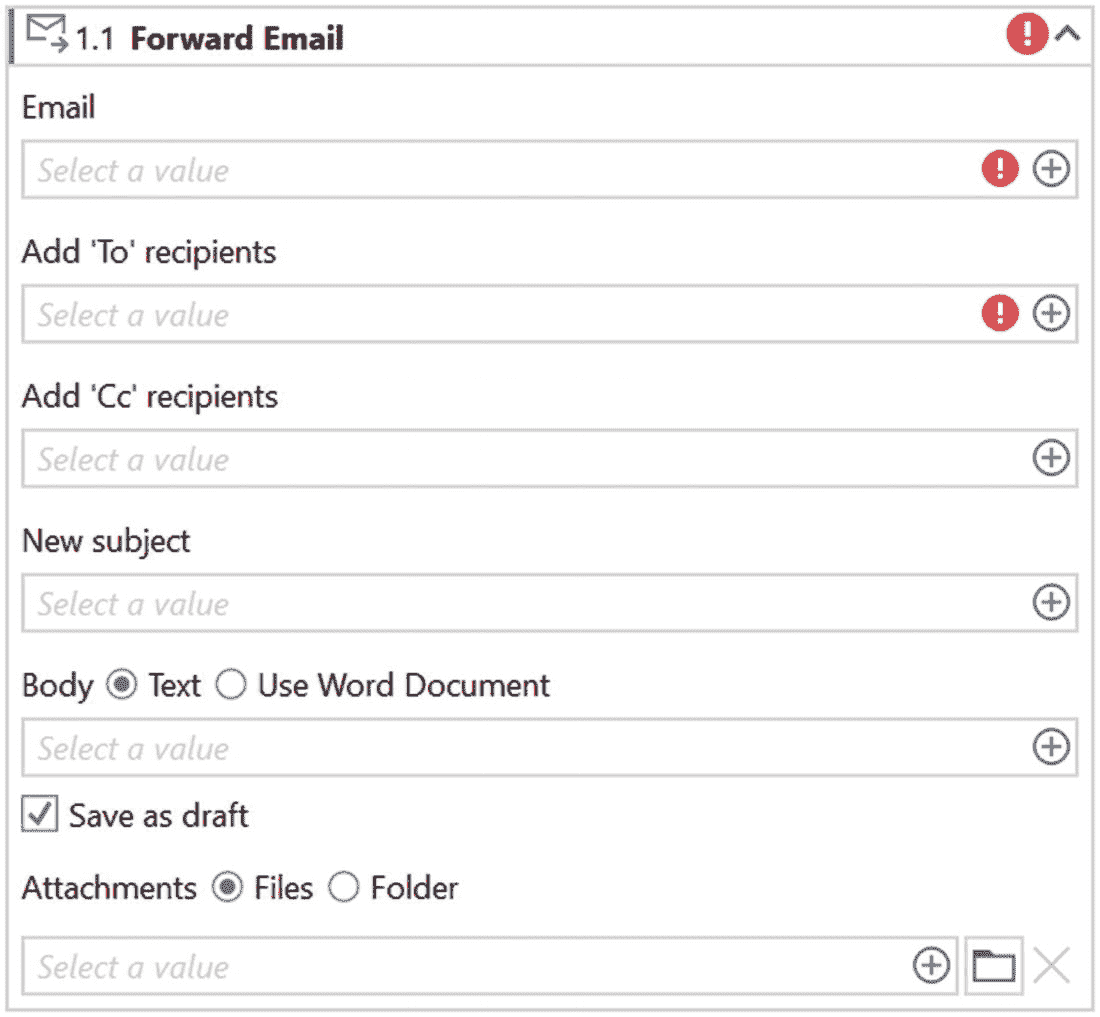 1.1 Forward Email
Email
Select a value
Add 'To' recipients
Select a value
Add 'Cc' recipients
Select a value
New subject
Select a value
Body Text Use Word Document
Select a value
Save as draft
Attachments Files Folder
Select a value